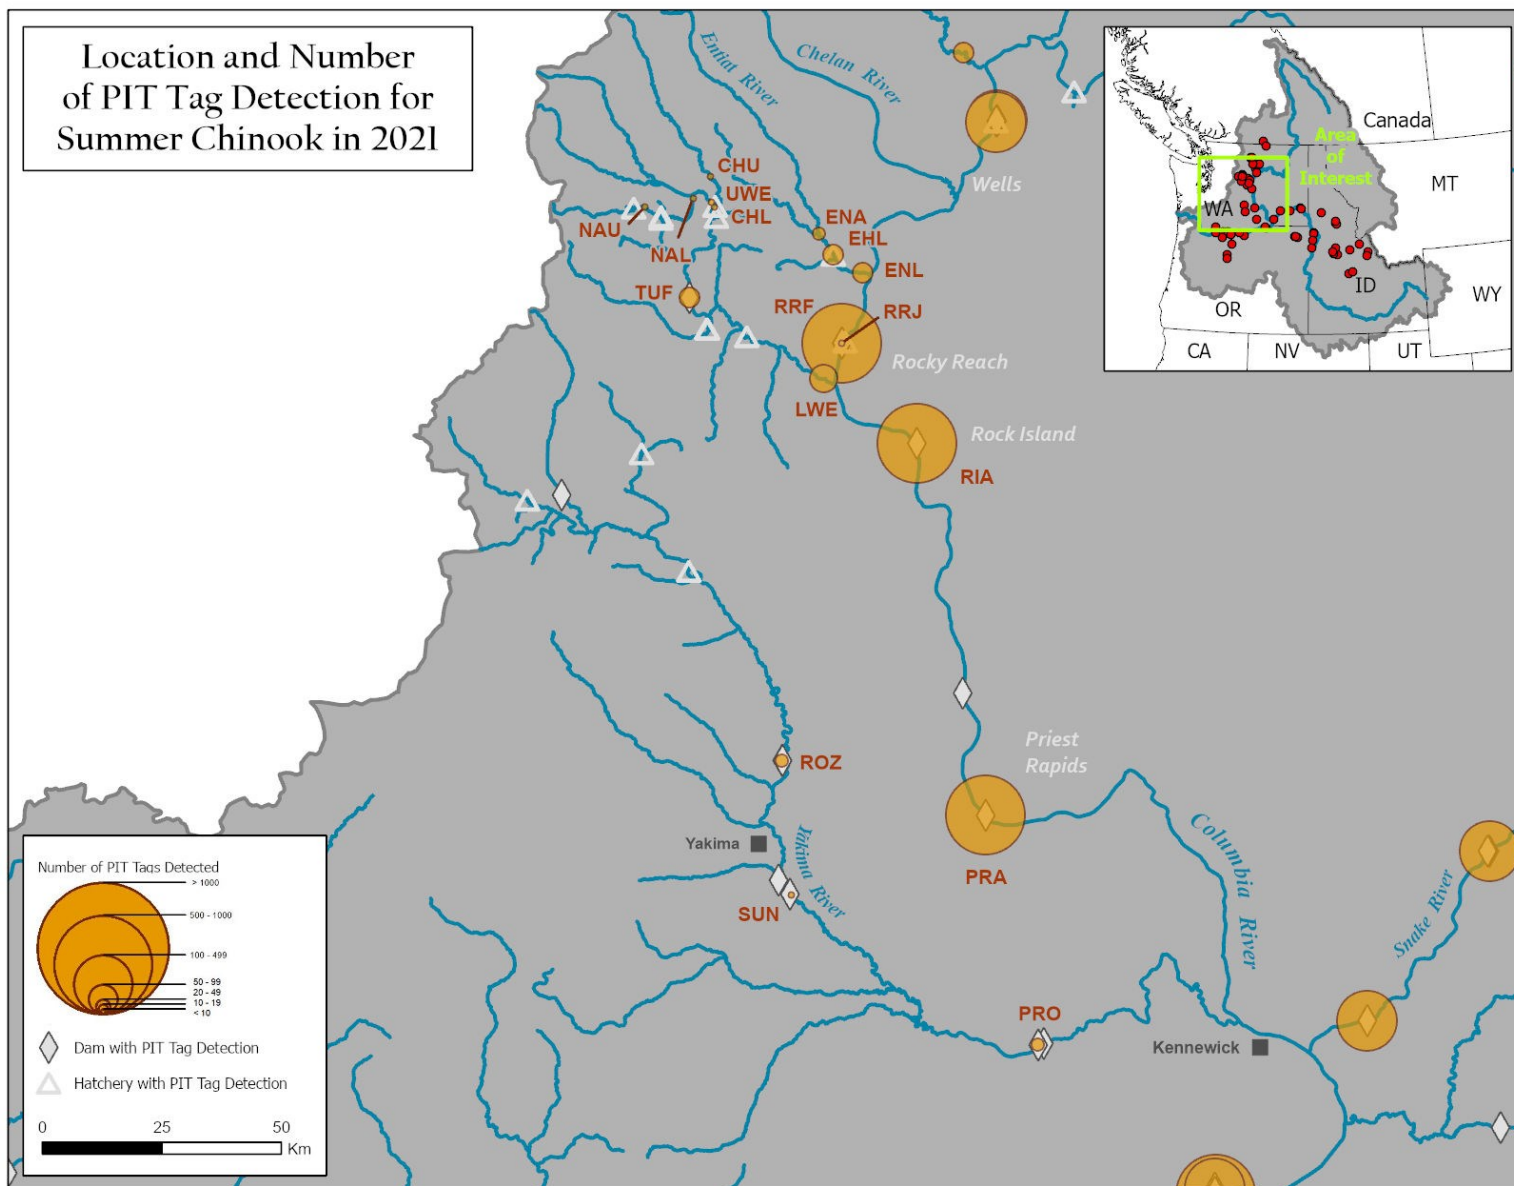 Location and Number
of PIT Tag Detection for
Summer Chinook in 2021
Entiat River
Chelan River
Wells
CHU
UWE
CHL
NAU
NAL
ENA
EHL
ENL
TUF
RRF
RRJ
Rocky Reach
LWE
Rock Island
RIA
Priest
Rapids
ROZ
PRA
Yakima
Yakima River
SUN
Columbia River
Snake River
PRO
Kennewick
Canada
Area
of
Interest
MT
WA
ID
WY
OR
CA
NV
UT
Number of PIT Tags Detected
> 1000
500 - 1000
100 - 499
50 - 99
20 - 49
10 - 19
< 10
Dam with PIT Tag Detection
Hatchery with PIT Tag Detection
0 25 50
Km